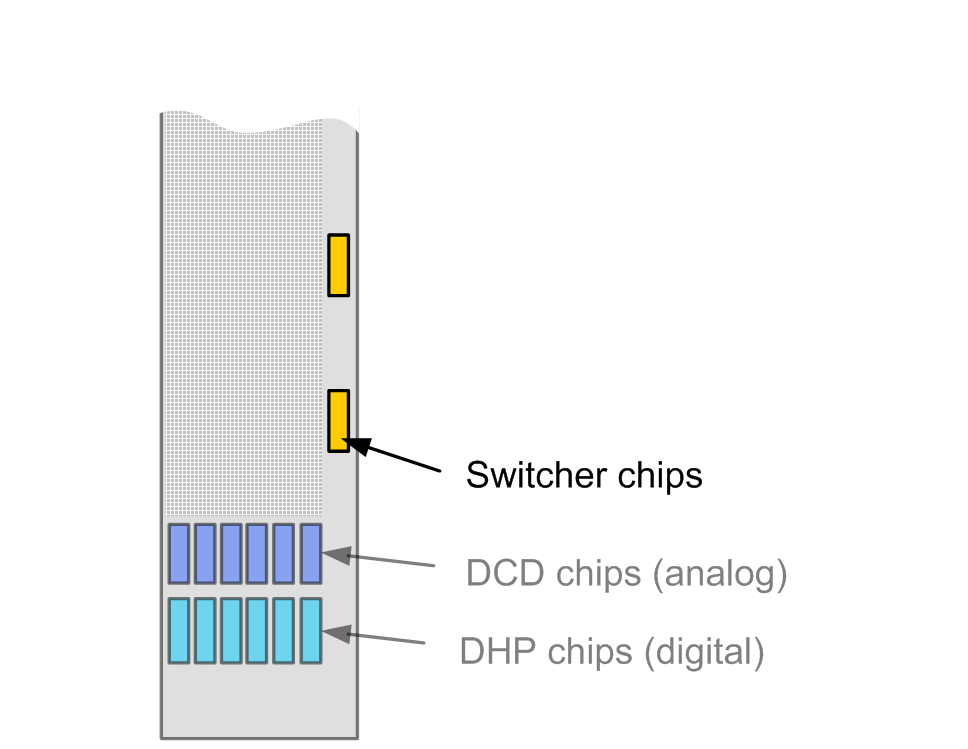 Switcher chips
DCD chips (analog)
DHP chips (digital)